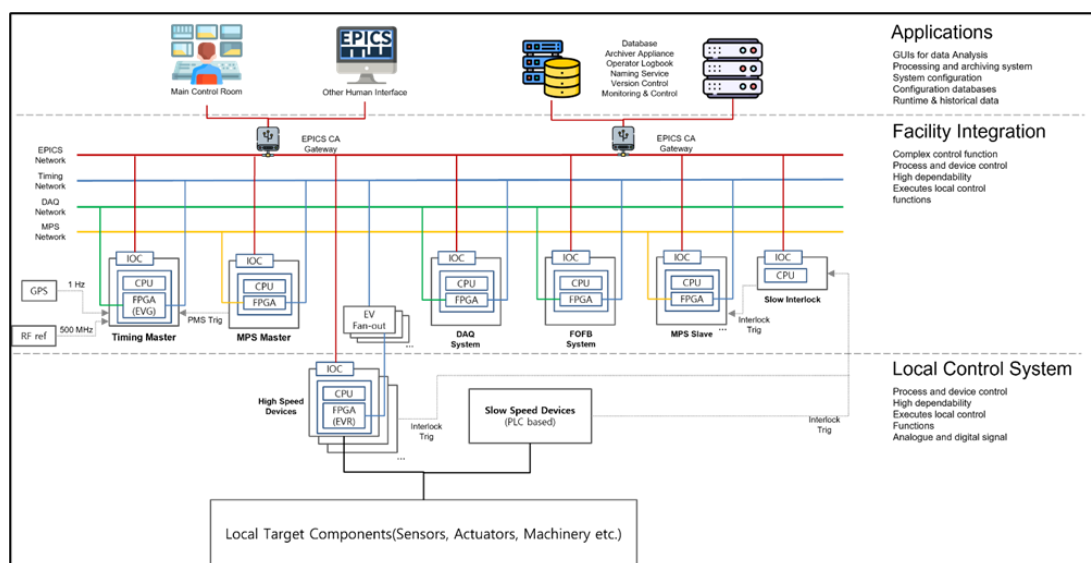 Applications
GUIs for data Analysis
Processing and archiving system
System configuration
Configuration databases
Runtime & historical data
EPICS
Main Control Room
Other Human Interface
Database
Archiver Appliance
Operator Logbook
Naming Service
Version Control
Monitoring & Control
Facility Integration
Complex control function
Process and device control
High dependability
Executes local control
functions
EPICS CA
Gateway
EPICS CA
Gateway
EPICS
Network
Timing
Network
DAQ
Network
MPS
Network
GPS
1 Hz
RF ref
500 MHz
IOC
CPU
FPGA
(EVG)
Timing Master
PMS Trig
IOC
CPU
FPGA
MPS Master
EV
Fan-out
...
IOC
CPU
FPGA
DAQ
System
IOC
CPU
FPGA
FOFB
System
IOC
CPU
FPGA
MPS Slave
...
Interlock
Trig
IOC
CPU
Slow Interlock
Local Control System
Process and device control
High dependability
Executes local control
Functions
Analogue and digital signal
High Speed
Devices
IOC
CPU
FPGA
(EVR)
...
Interlock
Trig
Slow Speed Devices
(PLC based)
Interlock
Trig
Local Target Components(Sensors, Actuators, Machinery etc.)